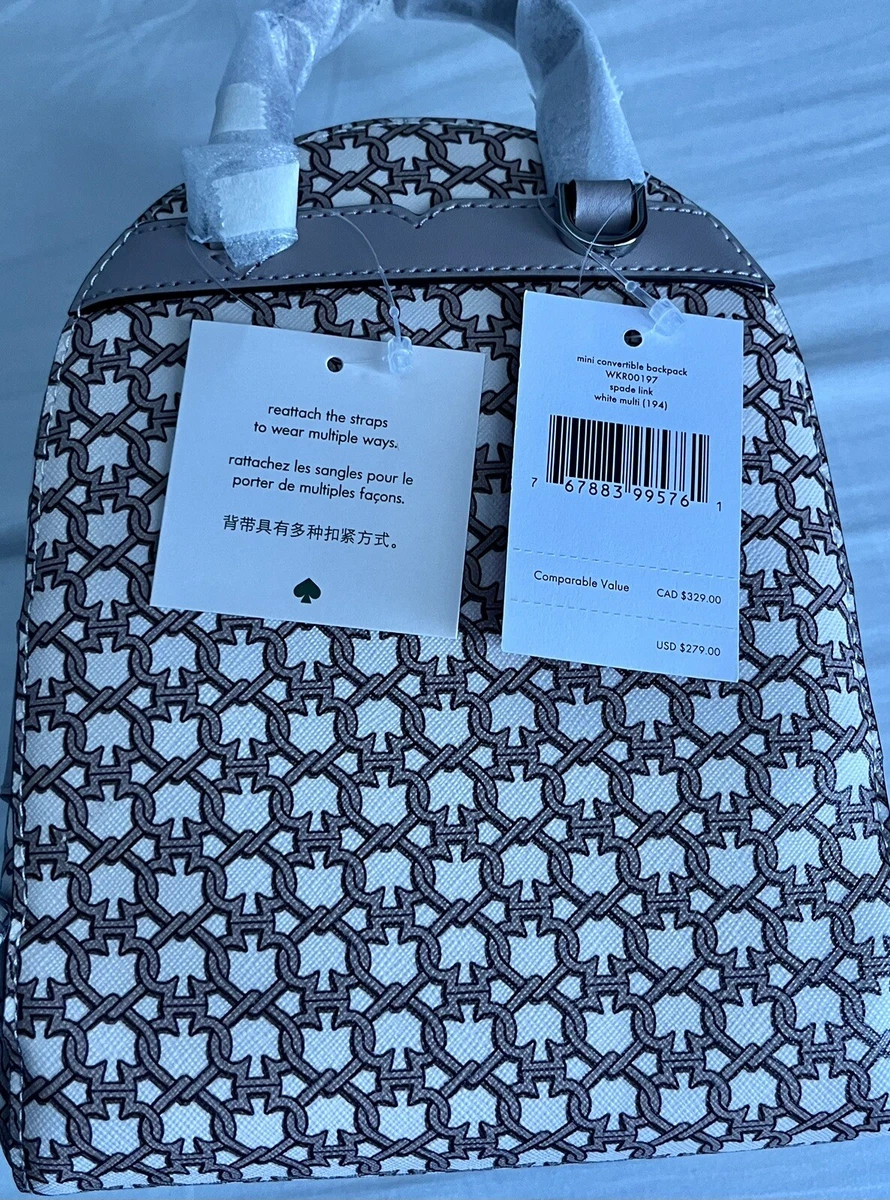 reattach the straps
to wear multiple ways.
rattachez les sangles pour le
porter de multiples façons.
背带具有多种扣紧方式。
mini convertible backpack
WKR00197
spade link
white multi (194)
7 67883 99576 1
Comparable Value CAD $329.00
USD $279.00